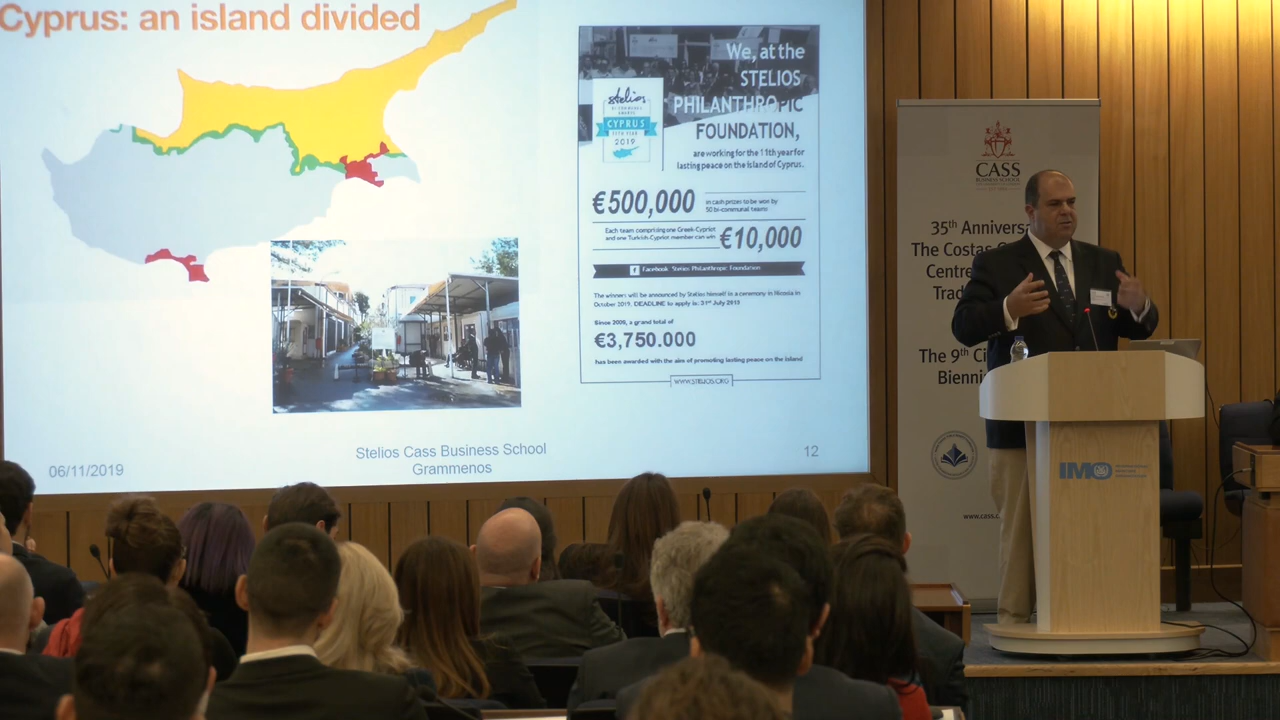 Cyprus: an island divided
We, at the
STELIOS
PHILANTHROPIC
FOUNDATION,
are working for the 11th year for
lasting peace on the island of Cyprus.
stelios
CYPRUS
2019
€500,000
in cash prizes to be won by
50 bi-communal teams
Each team comprising one Greek-Cypriot
and one Turkish-Cypriot member can win
€10,000
Facebook Stelios Philanthropic Foundation
The winners will be announced by Stelios himself in a ceremony in Nicosia in
October 2019. DEADLINE to apply is: 31st July 2019
Since 2009, a grand total of
€3,750.000
has been awarded with the aim of promoting lasting peace on the island
WWW.STELIOS.ORG
06/11/2019
Stelios Cass Business School
Grammenos
12
CASS
BUSINESS SCHOOL
35th Annivers
The Costas
Centre
Trad
The 9th Ci
Bienni
www.cass.c
IMO